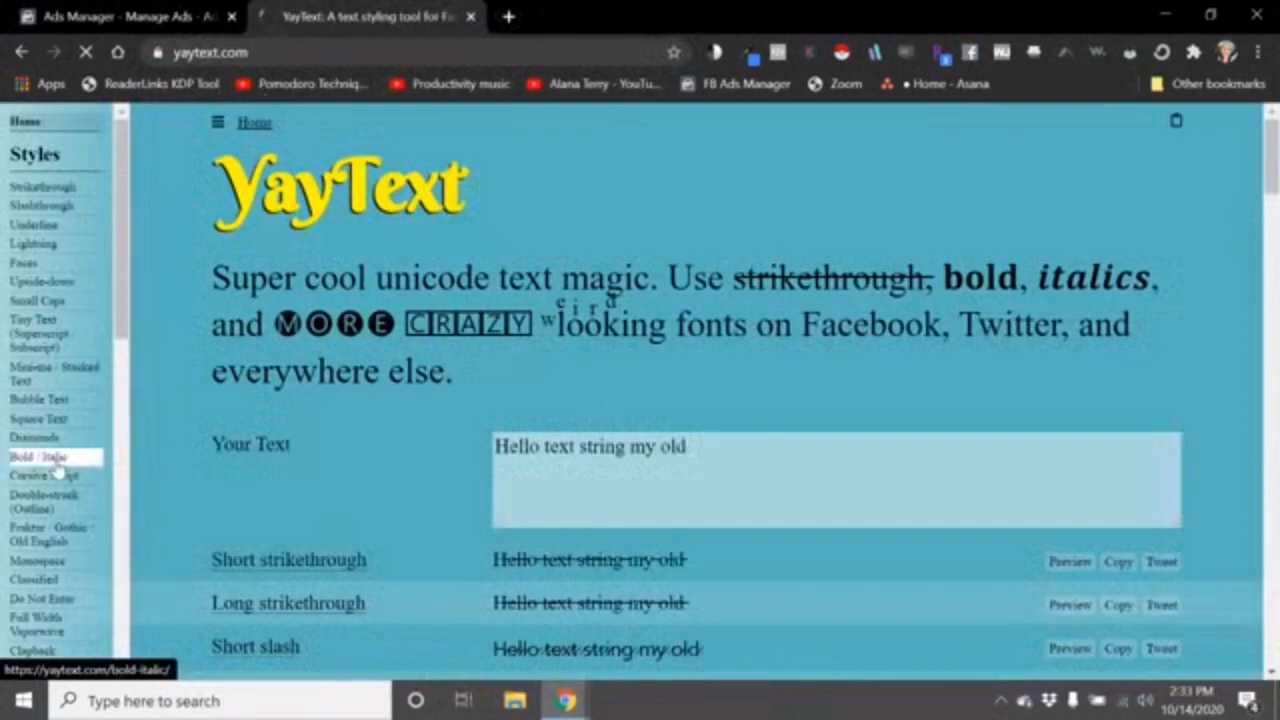 Ads Manager - Manage Ads - A
YayText: A text styling tool for Fa
yaytext.com
Apps
ReaderLinks KDP Tool
Pomodoro Techniq...
Productivity music
Alana Terry - YouTu...
FB Ads Manager
Zoom
• Home - Asana
Other bookmarks
Home
Styles
Strikethrough
Slashthrough
Underline
Lightning
Faces
Upside-down
Small Caps
Tiny Text
(Superscript /
Subscript)
Mini-me / Stacked
Text
Bubble Text
Square Text
Diamonds
Bold / Italic
Cursive Script
Double-struck
(Outline)
Fraktur / Gothic /
Old English
Monospace
Classified
Do Not Enter
Full Width /
Vaporwave
Clapback
https://yaytext.com/bold-italic/
Home
YayText
Super cool unicode text magic. Use strikethrough, bold, italics,
and MORE CRAZY weird looking fonts on Facebook, Twitter, and
everywhere else.
Your Text
Hello text string my old
Short strikethrough
Hello text string my old
Preview Copy Tweet
Long strikethrough
Hello text string my old
Preview Copy Tweet
Short slash
Hello text string my old
Preview Copy Tweet
Type here to search
2:33 PM
10/14/2020